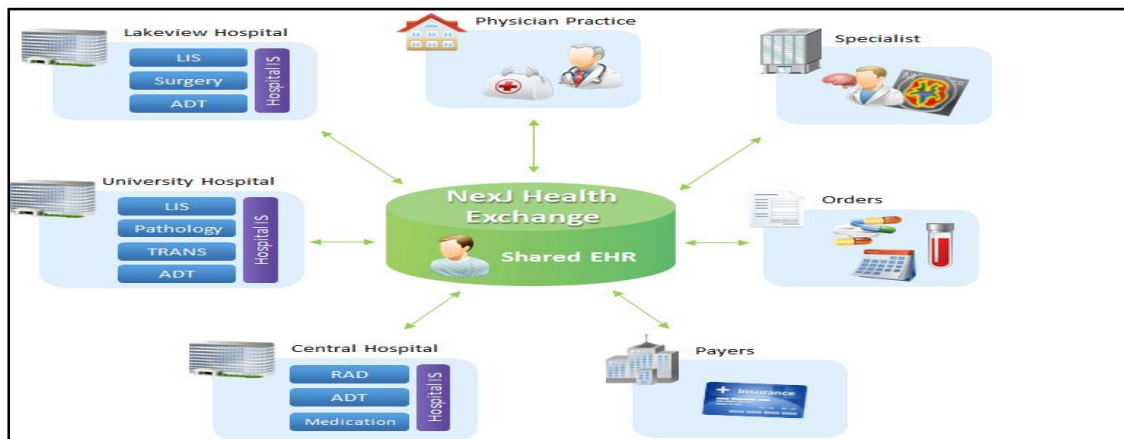 Lakeview Hospital
LIS
Surgery
ADT
Hospital IS
Physician Practice
Specialist
University Hospital
LIS
Pathology
TRANS
ADT
Hospital IS
NexJ Health
Exchange
Shared EHR
Orders
Central Hospital
RAD
ADT
Medication
Hospital IS
Payers
Insurance